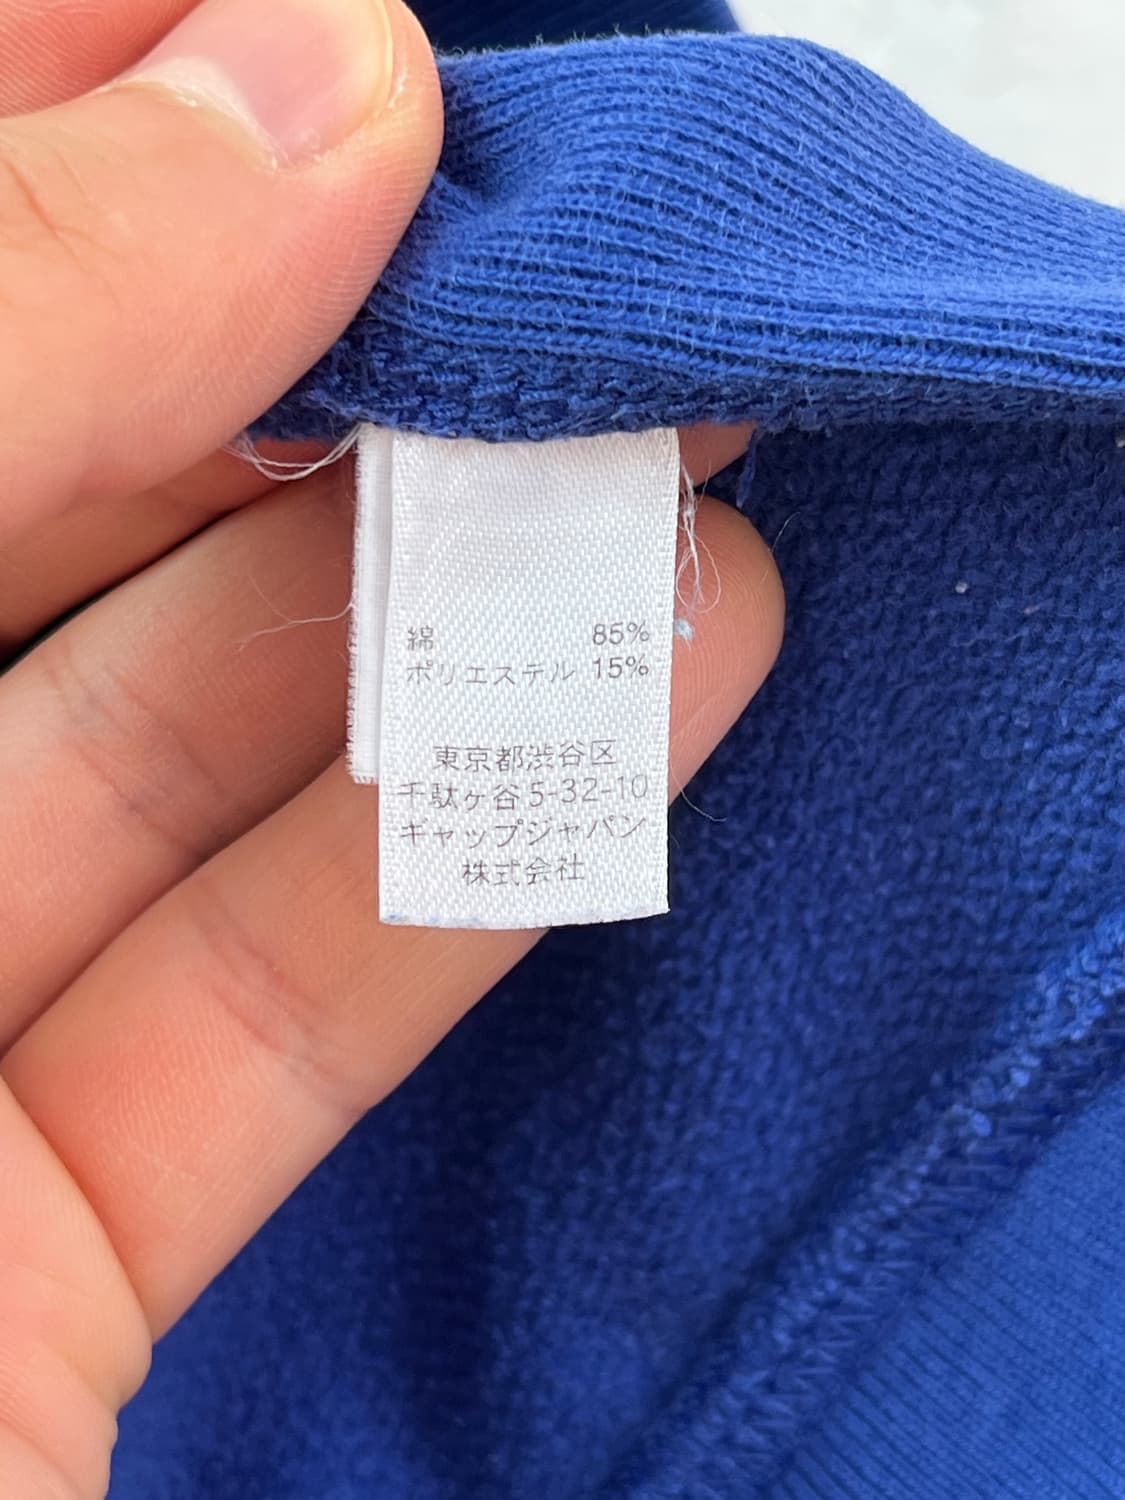 綿 85%
ポリエステル 15%
東京都渋谷区
千駄ヶ谷5-32-10
ギャップジャパン
株式会社